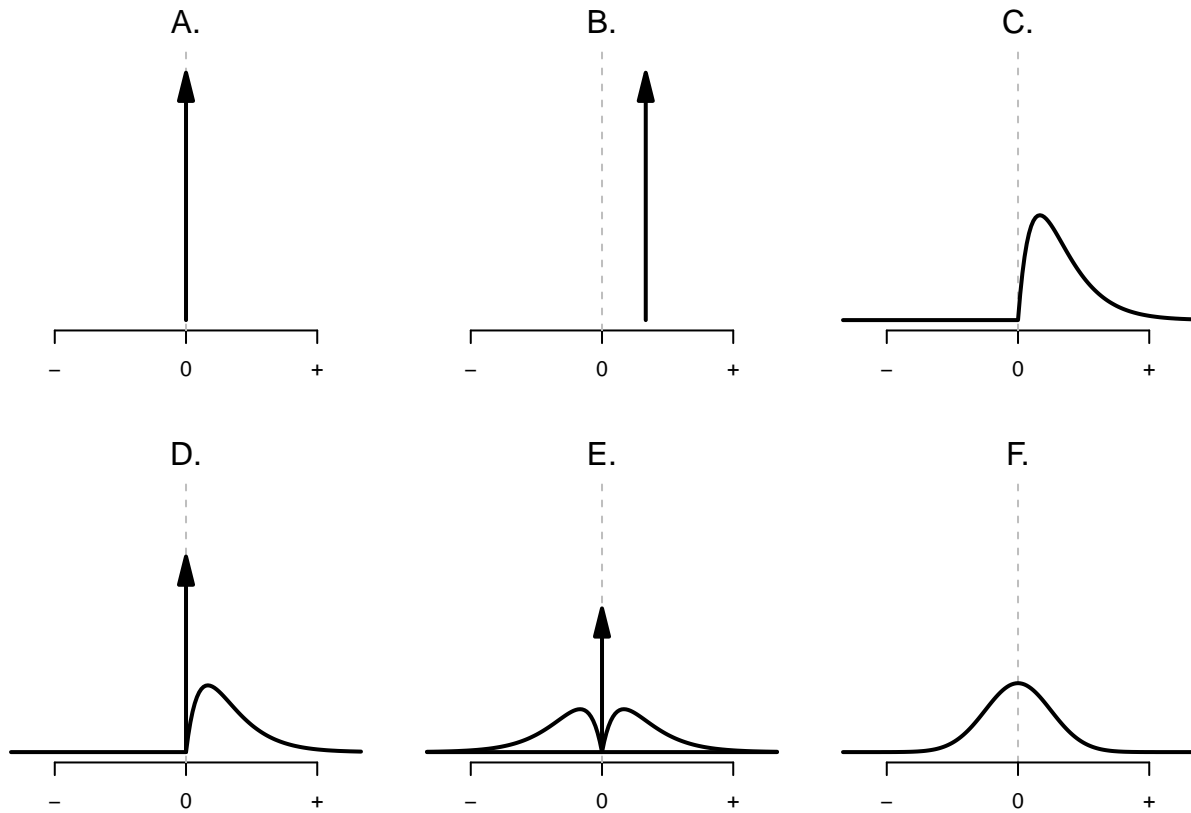 A. B. C.
– 0 + – 0 + – 0 +
D. E. F.
– 0 + – 0 + – 0 +